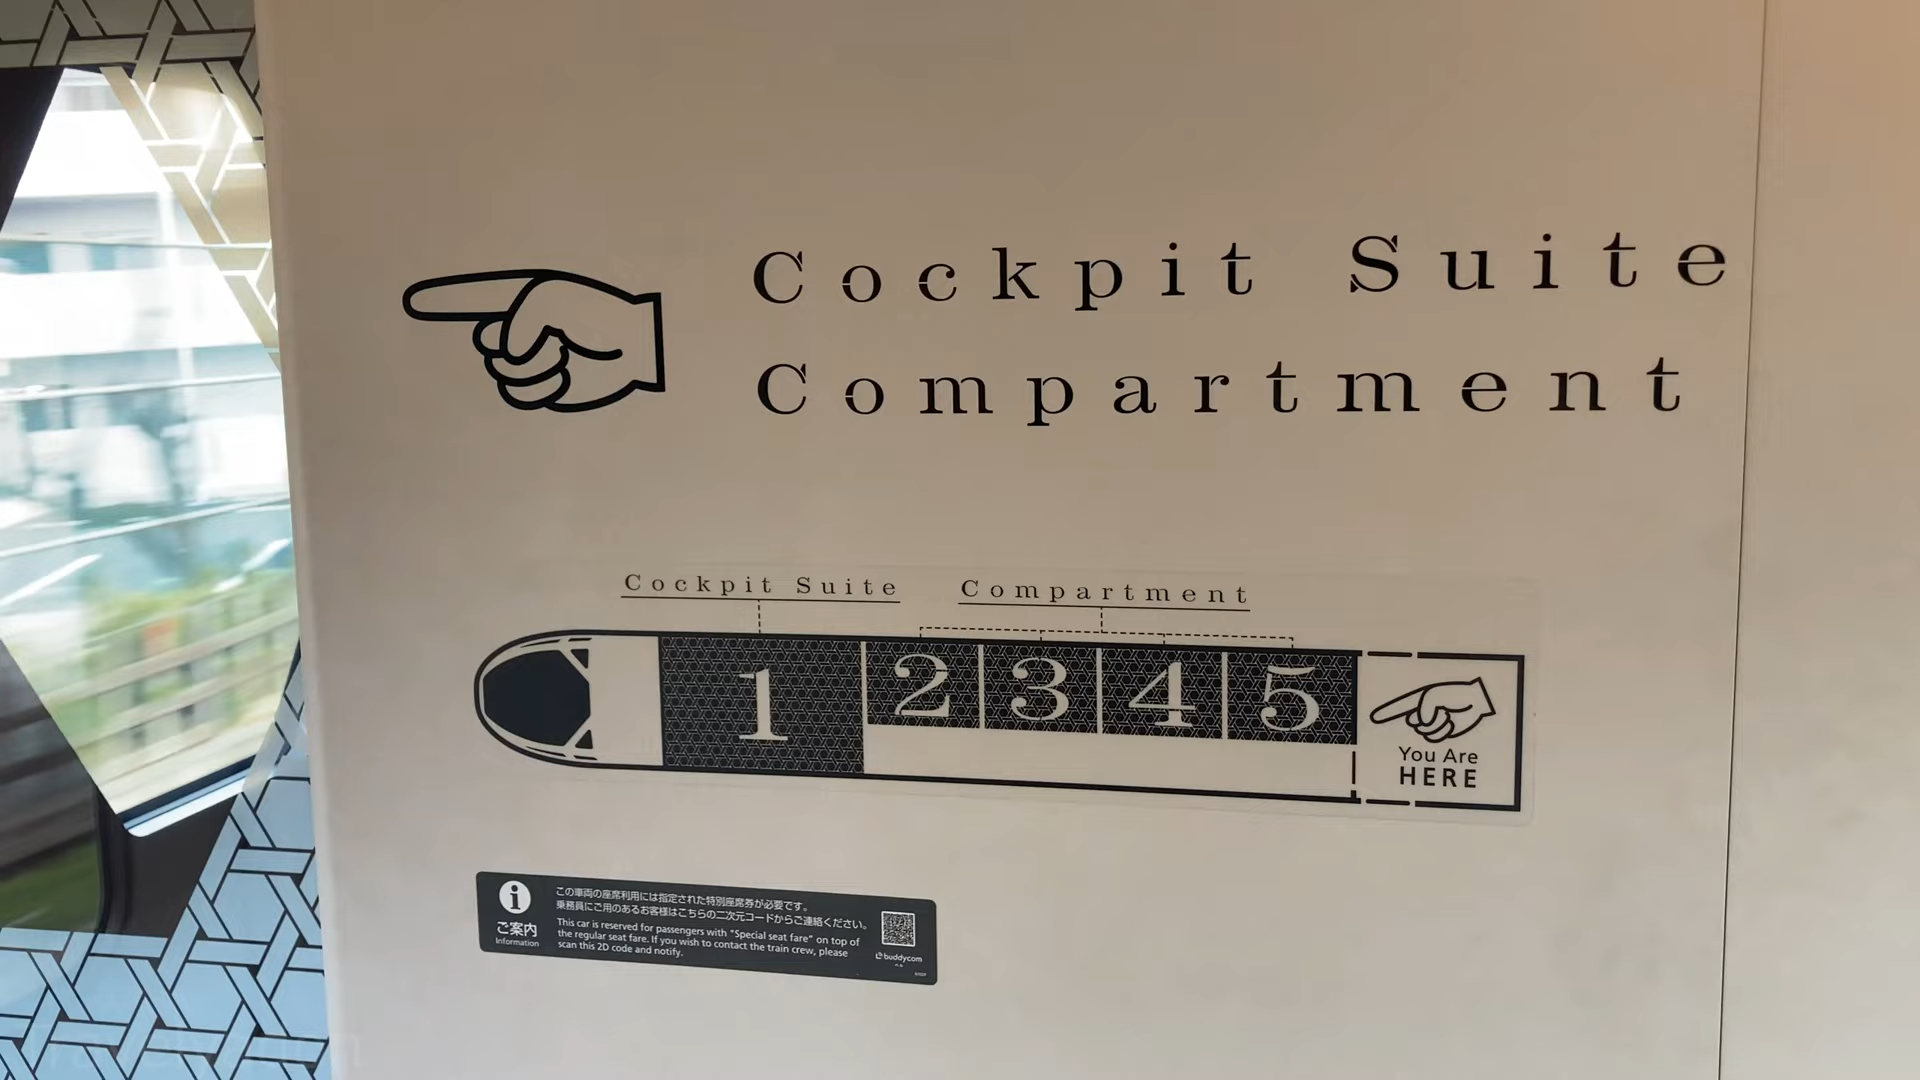 Cockpit Suite
Compartment
Cockpit Suite
Compartment
1 2 3 4 5
You Are
HERE
i
ご案内
Information
この車両の座席利用には指定された特別座席券が必要です。
乗務員にご用のあるお客様はこちらの二次元コードからご連絡ください。
This car is reserved for passengers with “Special seat fare” on top of
the regular seat fare. If you wish to contact the train crew, please
scan this 2D code and notify.
buddycom